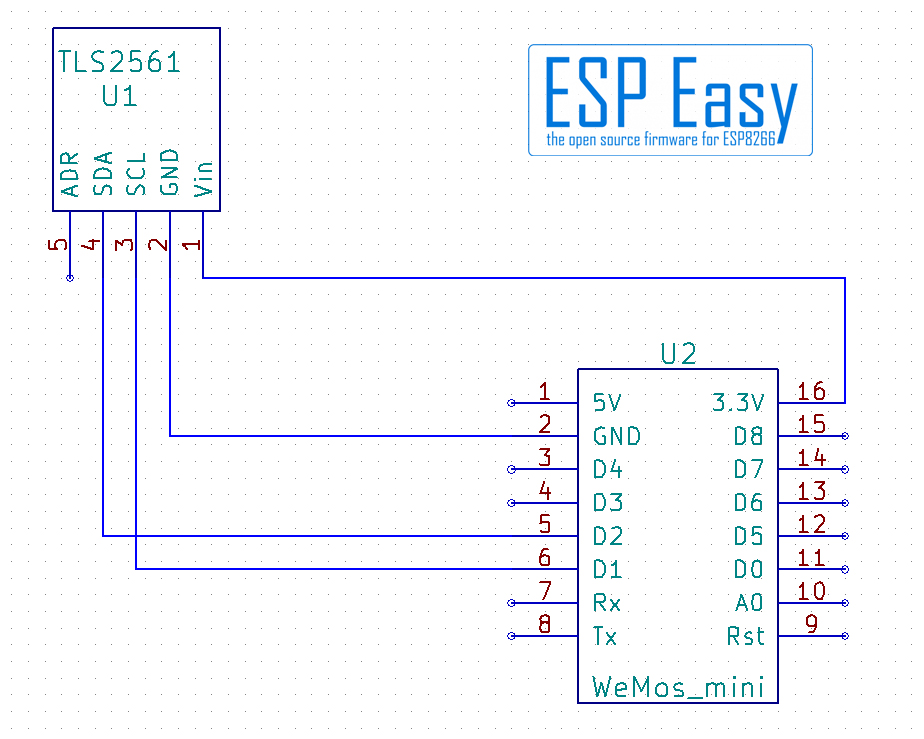 TLS2561
U1
ADR
SDA
SCL
GND
Vin
5
4
3
2
1
ESP Easy
the open source firmware for ESP8266
U2
1 5V 3.3V 16
2 GND D8 15
3 D4 D7 14
4 D3 D6 13
5 D2 D5 12
6 D1 D0 11
7 Rx A0 10
8 Tx Rst 9
WeMos_mini